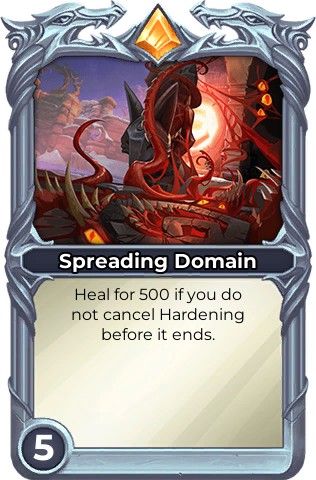 Spreading Domain
Heal for 500 if you do
not cancel Hardening
before it ends.
5